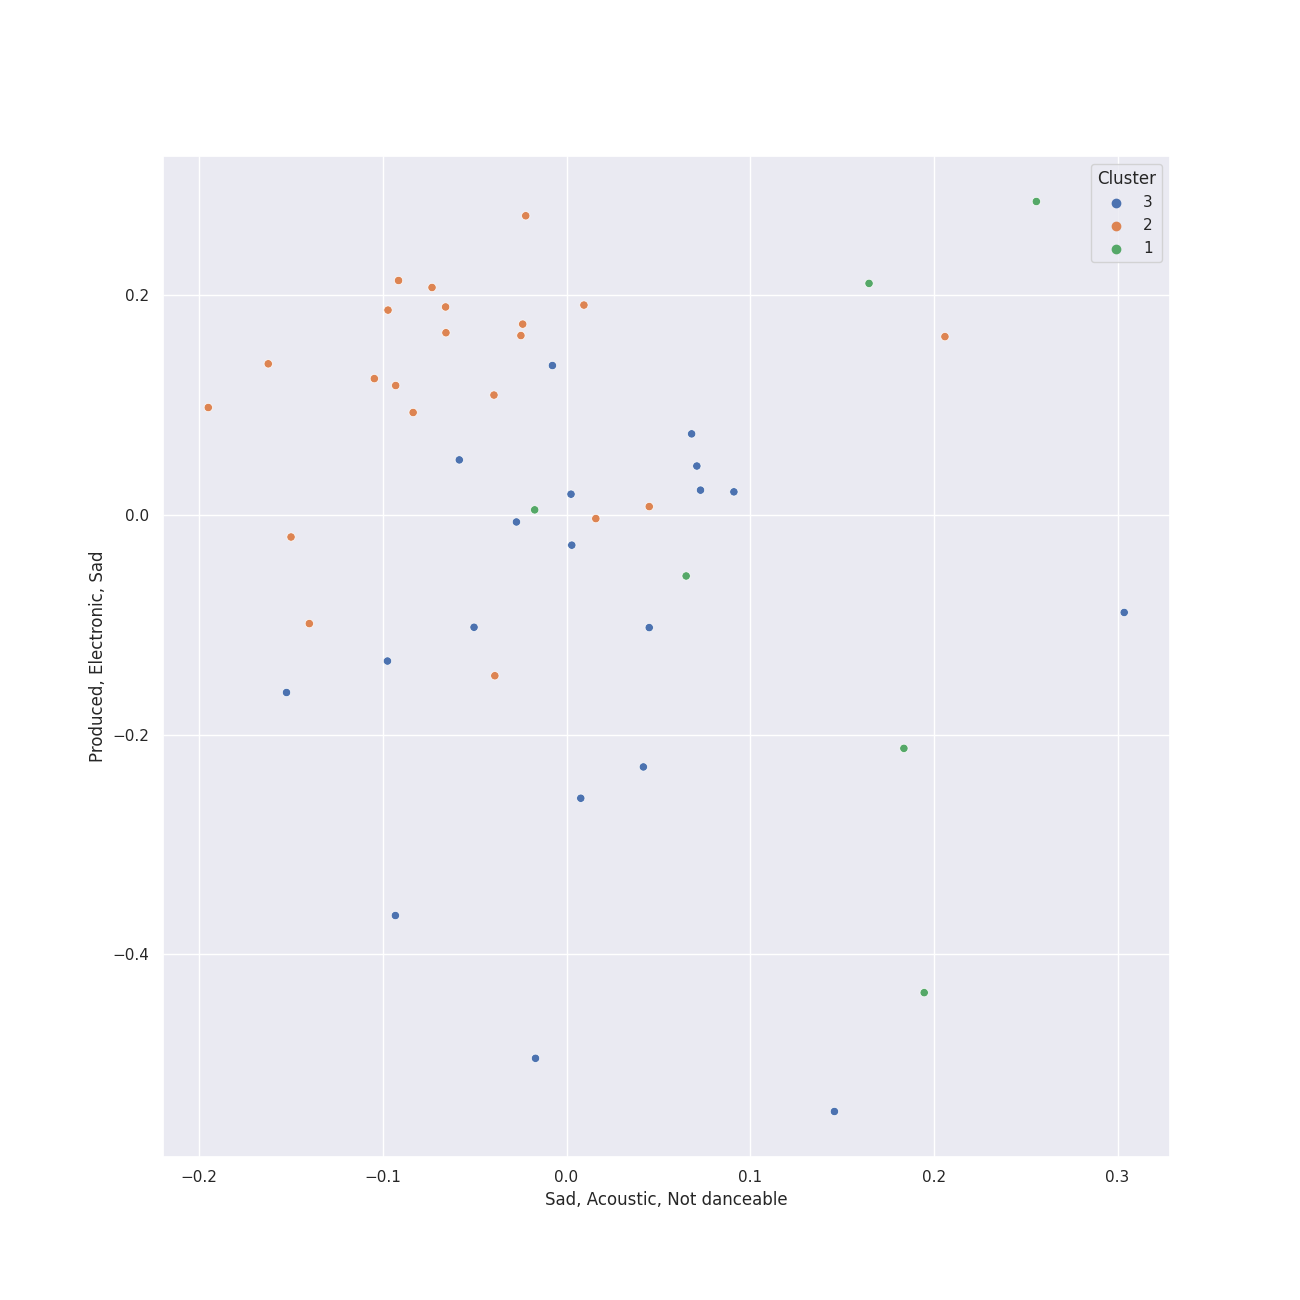 Cluster
3
2
1
0.2
0.0
−0.2
−0.4
Produced, Electronic, Sad
−0.2 −0.1 0.0 0.1 0.2 0.3
Sad, Acoustic, Not danceable